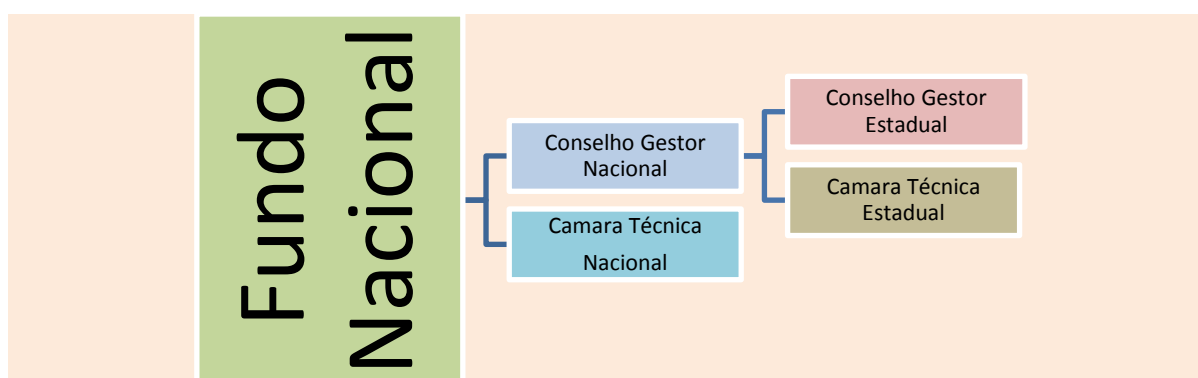 Fundo
Nacional
Conselho Gestor
Nacional
Camara Técnica
Nacional
Conselho Gestor
Estadual
Camara Técnica
Estadual